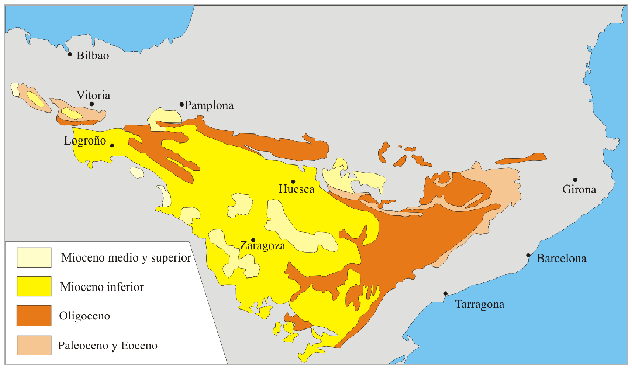 Bilbao
Vitoria
Pamplona
Logroño
Huesca
Girona
Zaragoza
Barcelona
Tarragona
Mioceno medio y superior
Mioceno inferior
Oligoceno
Paleoceno y Eoceno